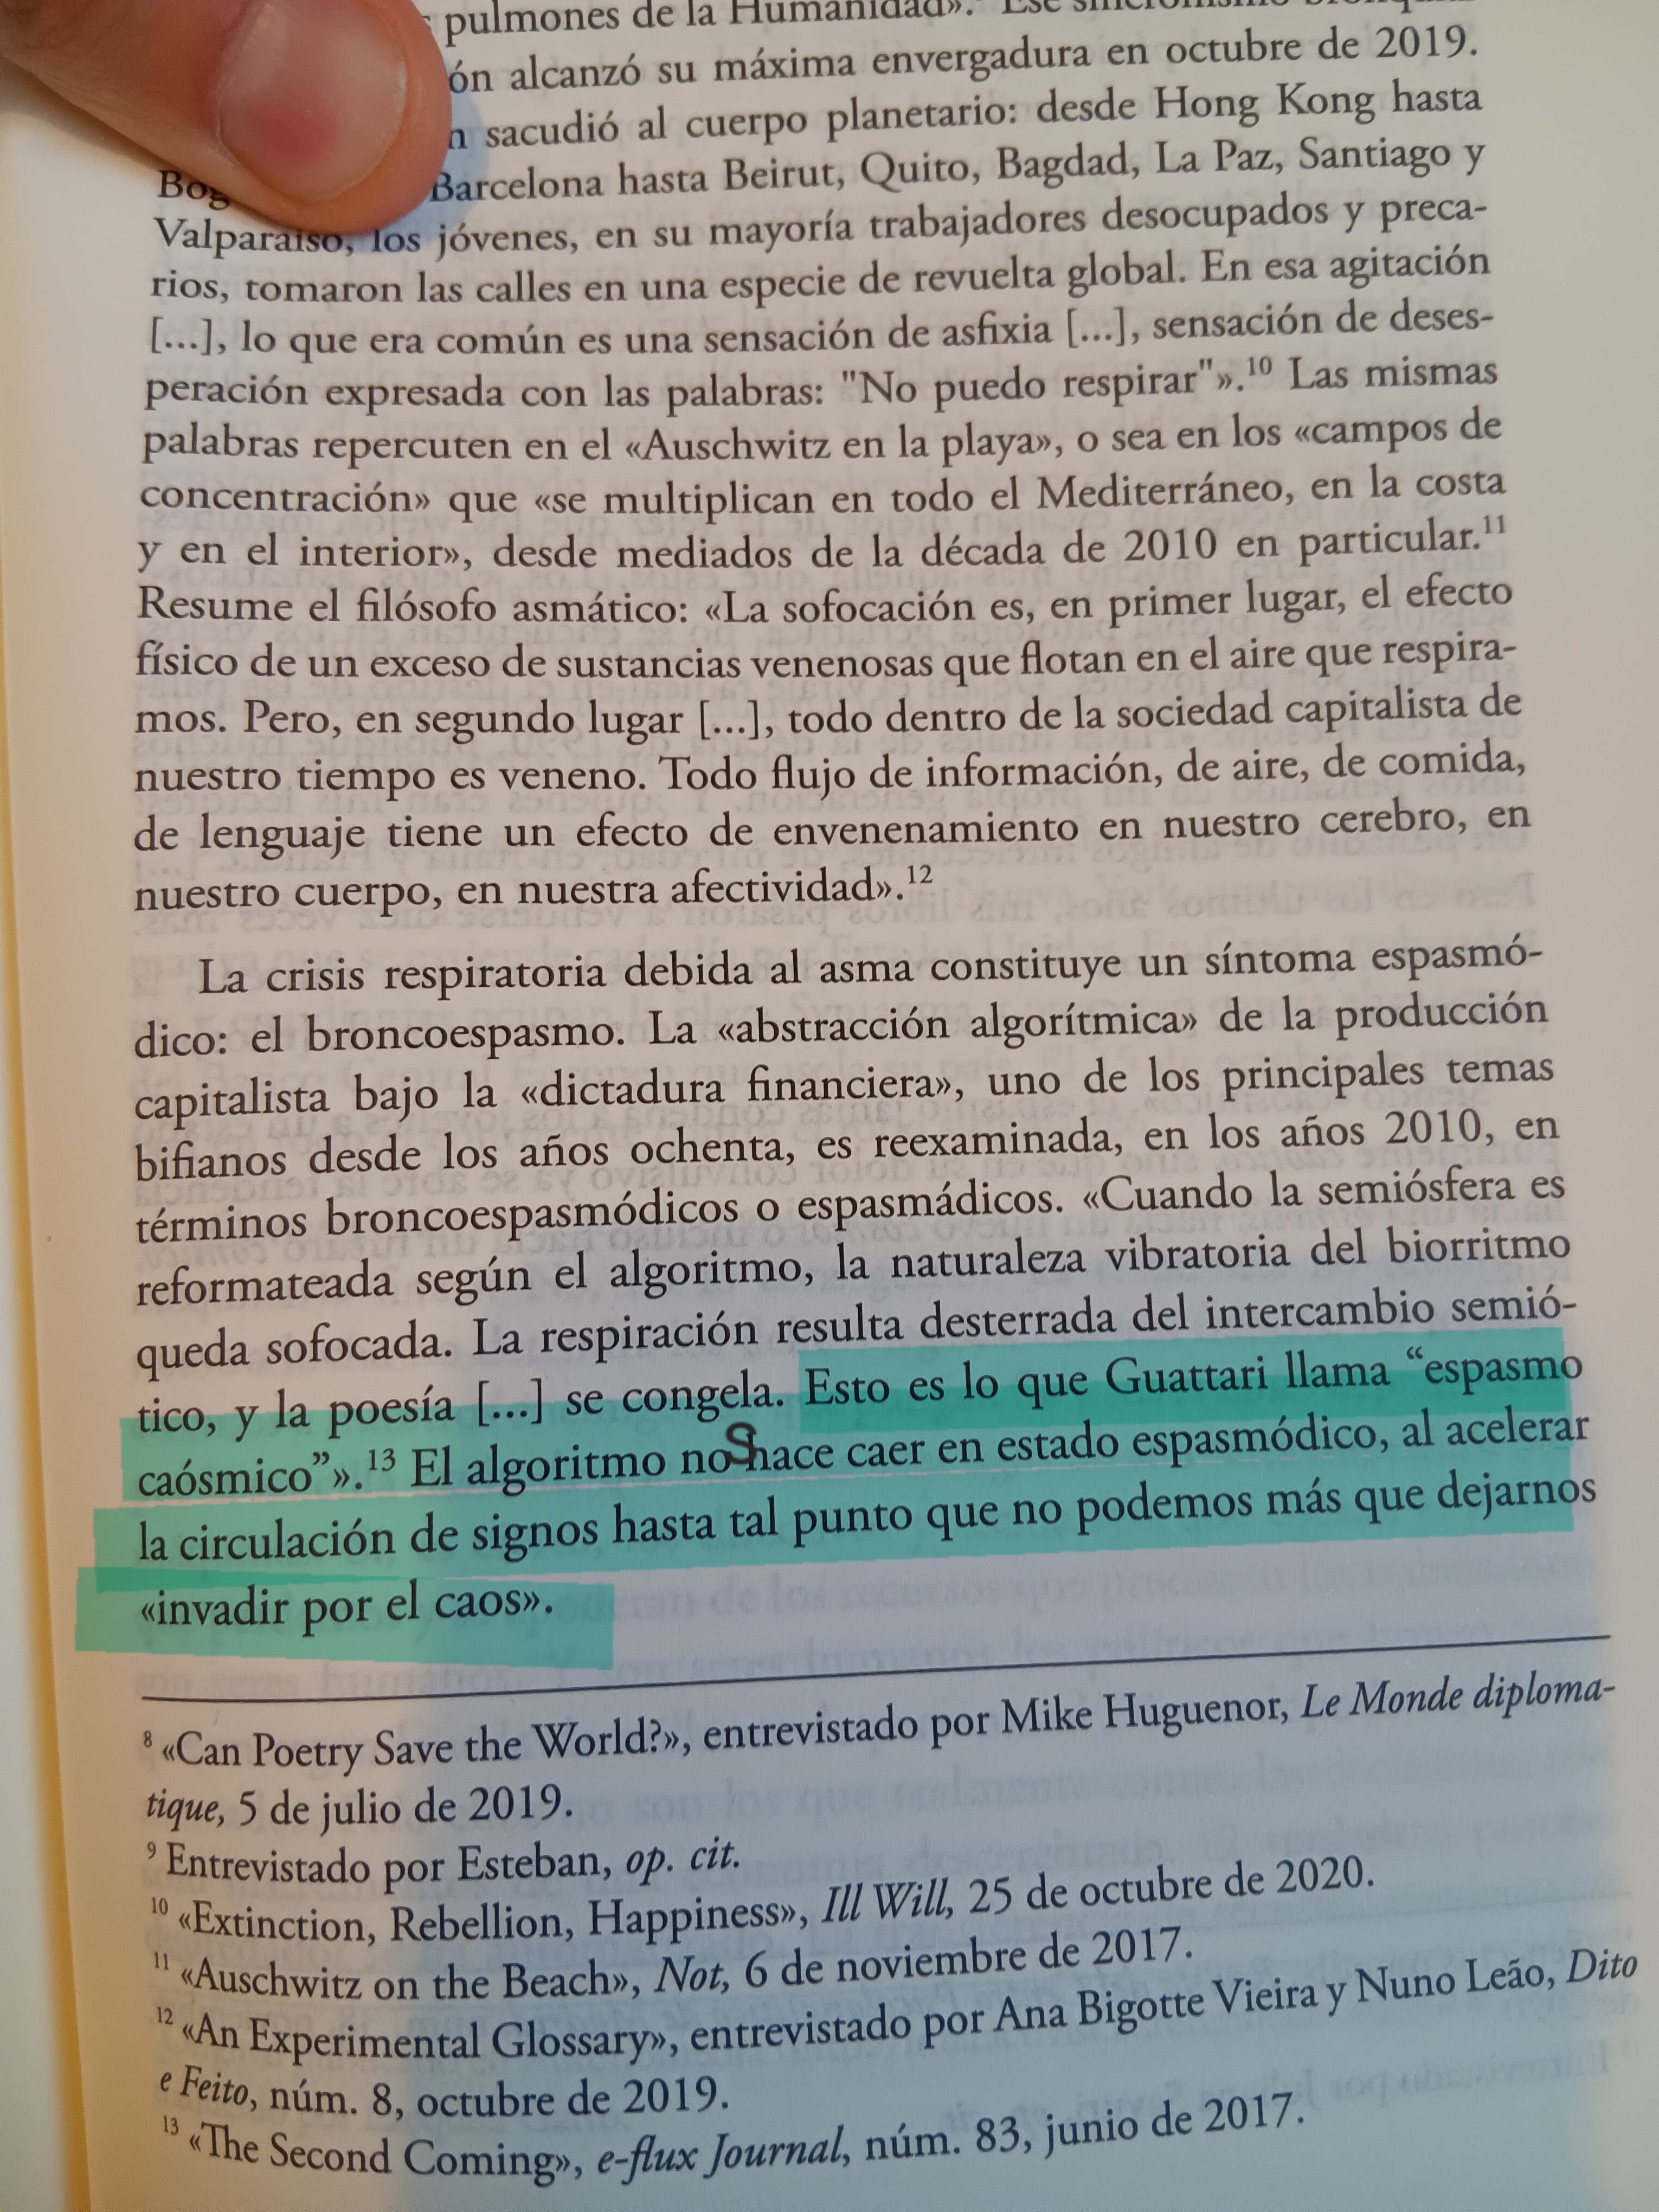 pulmones de la Humanidad».
ón alcanzó su máxima envergadura en octubre de 2019.
n sacudió al cuerpo planetario: desde Hong Kong hasta
Bog Barcelona hasta Beirut, Quito, Bagdad, La Paz, Santiago y
Valparaíso, los jóvenes, en su mayoría trabajadores desocupados y preca-
rios, tomaron las calles en una especie de revuelta global. En esa agitación
[...], lo que era común es una sensación de asfixia [...], sensación de deses-
peración expresada con las palabras: "No puedo respirar"».¹⁰ Las mismas
palabras repercuten en el «Auschwitz en la playa», o sea en los «campos de
concentración» que «se multiplican en todo el Mediterráneo, en la costa
y en el interior», desde mediados de la década de 2010 en particular.¹¹
Resume el filósofo asmático: «La sofocación es, en primer lugar, el efecto
físico de un exceso de sustancias venenosas que flotan en el aire que respira-
mos. Pero, en segundo lugar [...], todo dentro de la sociedad capitalista de
nuestro tiempo es veneno. Todo flujo de información, de aire, de comida,
de lenguaje tiene un efecto de envenenamiento en nuestro cerebro, en
nuestro cuerpo, en nuestra afectividad».¹²
La crisis respiratoria debida al asma constituye un síntoma espasmó-
dico: el broncoespasmo. La «abstracción algorítmica» de la producción
capitalista bajo la «dictadura financiera», uno de los principales temas
bifianos desde los años ochenta, es reexaminada, en los años 2010, en
términos broncoespasmódicos o espasmádicos. «Cuando la semiósfera es
reformateada según el algoritmo, la naturaleza vibratoria del biorritmo
queda sofocada. La respiración resulta desterrada del intercambio semió-
tico, y la poesía [...] se congela. Esto es lo que Guattari llama “espasmo
caósmico”».¹³ El algoritmo nos hace caer en estado espasmódico, al acelerar
la circulación de signos hasta tal punto que no podemos más que dejarnos
«invadir por el caos».
⁸ «Can Poetry Save the World?», entrevistado por Mike Huguenor, Le Monde diploma-
tique, 5 de julio de 2019.
⁹ Entrevistado por Esteban, op. cit.
¹⁰ «Extinction, Rebellion, Happiness», Ill Will, 25 de octubre de 2020.
¹¹ «Auschwitz on the Beach», Not, 6 de noviembre de 2017.
¹² «An Experimental Glossary», entrevistado por Ana Bigotte Vieira y Nuno Leão, Dito
e Feito, núm. 8, octubre de 2019.
¹³ «The Second Coming», e-flux Journal, núm. 83, junio de 2017.